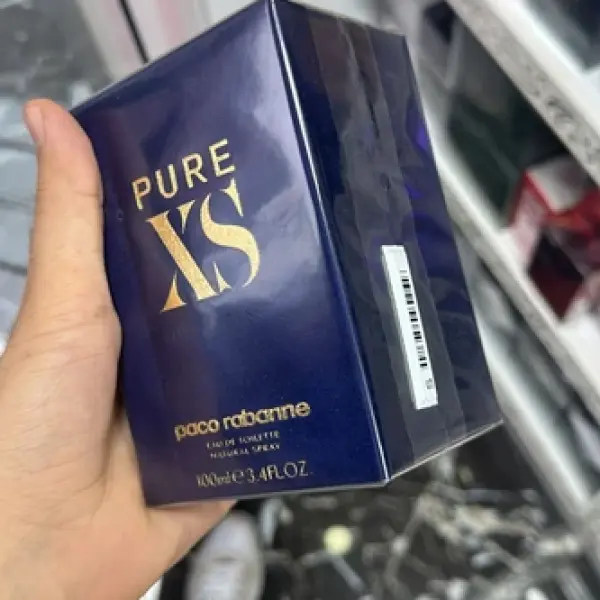 PURE
XS
paco rabanne
EAU DE TOILETTE
NATURAL SPRAY
100ml e 3.4FL.OZ.